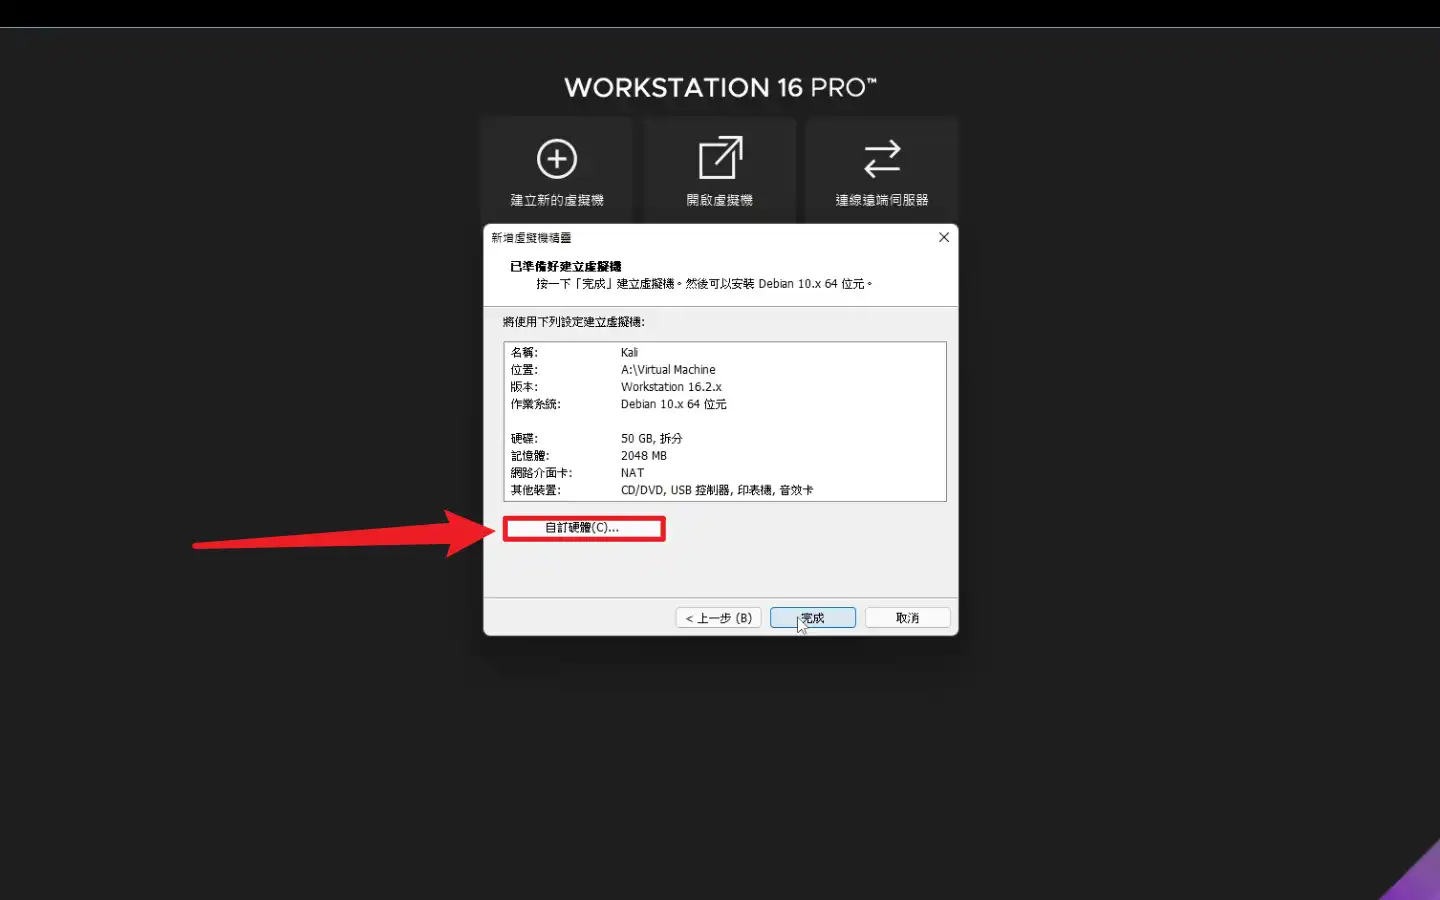 WORKSTATION 16 PRO™
建立新的虛擬機
開啟虛擬機
連線遠端伺服器
新增虛擬機精靈
已準備好建立虛擬機
按一下「完成」建立虛擬機。然後可以安裝 Debian 10.x 64 位元。
將使用下列設定建立虛擬機:
名稱: Kali
位置: A:\Virtual Machine
版本: Workstation 16.2.x
作業系統: Debian 10.x 64 位元
硬碟: 50 GB, 拆分
記憶體: 2048 MB
網路介面卡: NAT
其他裝置: CD/DVD, USB 控制器, 印表機, 音效卡
自訂硬體(C)...
< 上一步 (B)
完成
取消